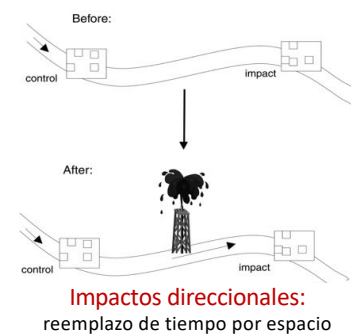 Before:
control
impact
After:
control
impact
Impactos direccionales:
reemplazo de tiempo por espacio